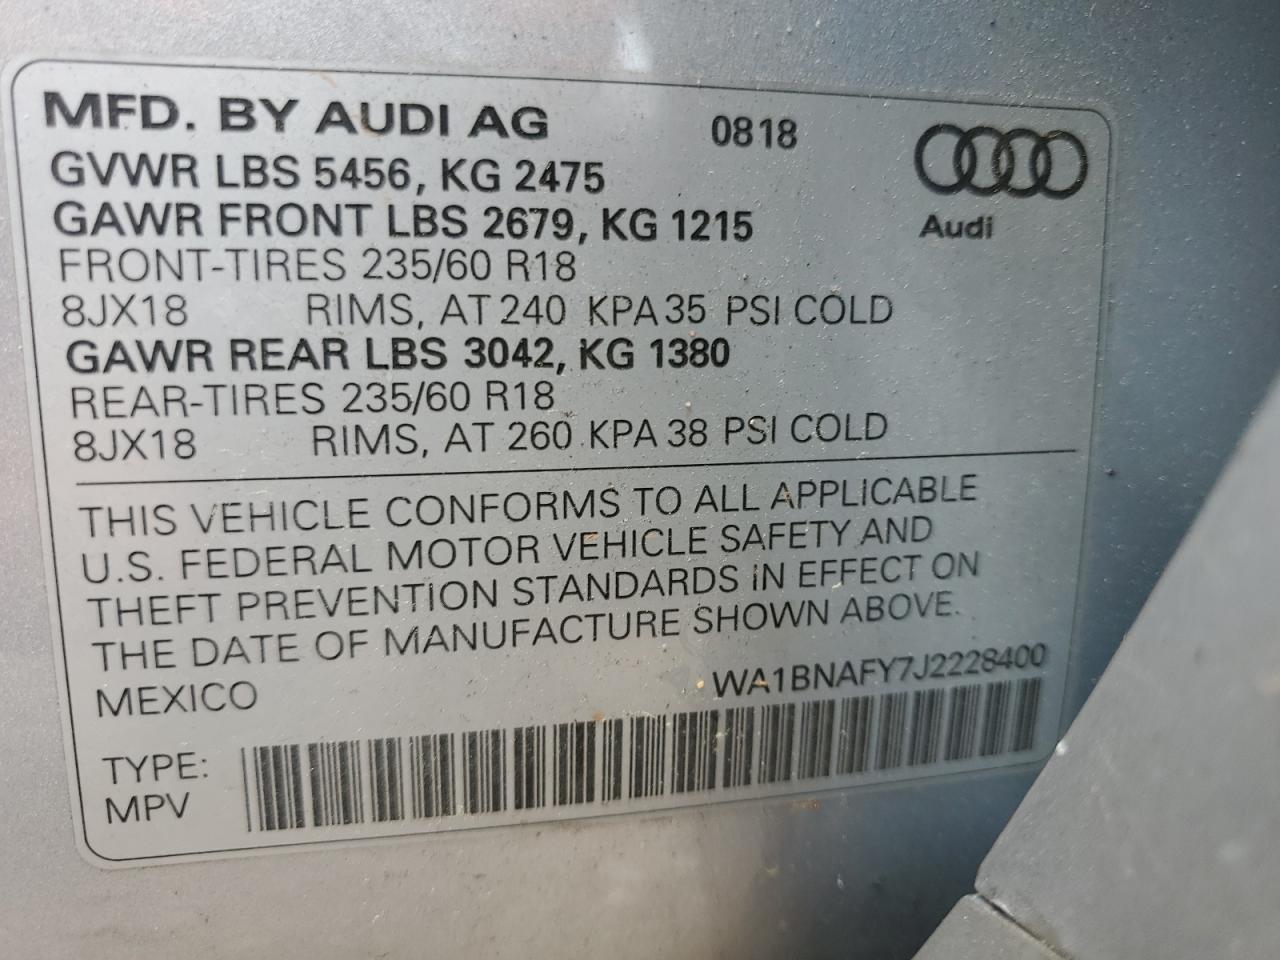 MFD. BY AUDI AG 0818
GVWR LBS 5456, KG 2475
GAWR FRONT LBS 2679, KG 1215
Audi
FRONT-TIRES 235/60 R18
8JX18 RIMS, AT 240 KPA 35 PSI COLD
GAWR REAR LBS 3042, KG 1380
REAR-TIRES 235/60 R18
8JX18 RIMS, AT 260 KPA 38 PSI COLD
THIS VEHICLE CONFORMS TO ALL APPLICABLE
U.S. FEDERAL MOTOR VEHICLE SAFETY AND
THEFT PREVENTION STANDARDS IN EFFECT ON
THE DATE OF MANUFACTURE SHOWN ABOVE.
MEXICO WA1BNAFY7J2228400
TYPE:
MPV